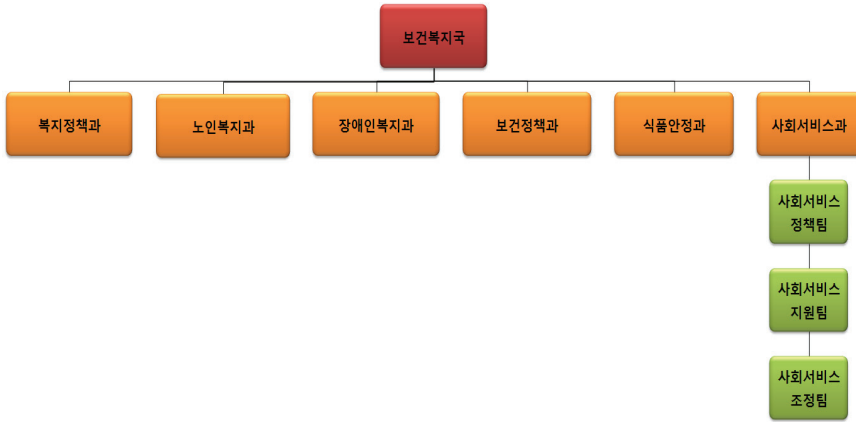 보건복지국
복지정책과
노인복지과
장애인복지과
보건정책과
식품안정과
사회서비스과
사회서비스
정책팀
사회서비스
지원팀
사회서비스
조정팀